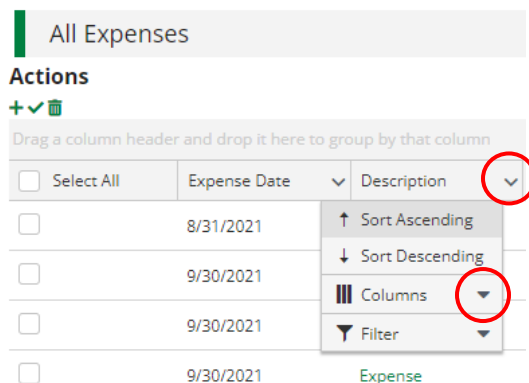 All Expenses
Actions
Drag a column header and drop it here to group by that column
Select All Expense Date Description
8/31/2021 Sort Ascending
Sort Descending
9/30/2021
Columns
9/30/2021 Filter
9/30/2021 Expense